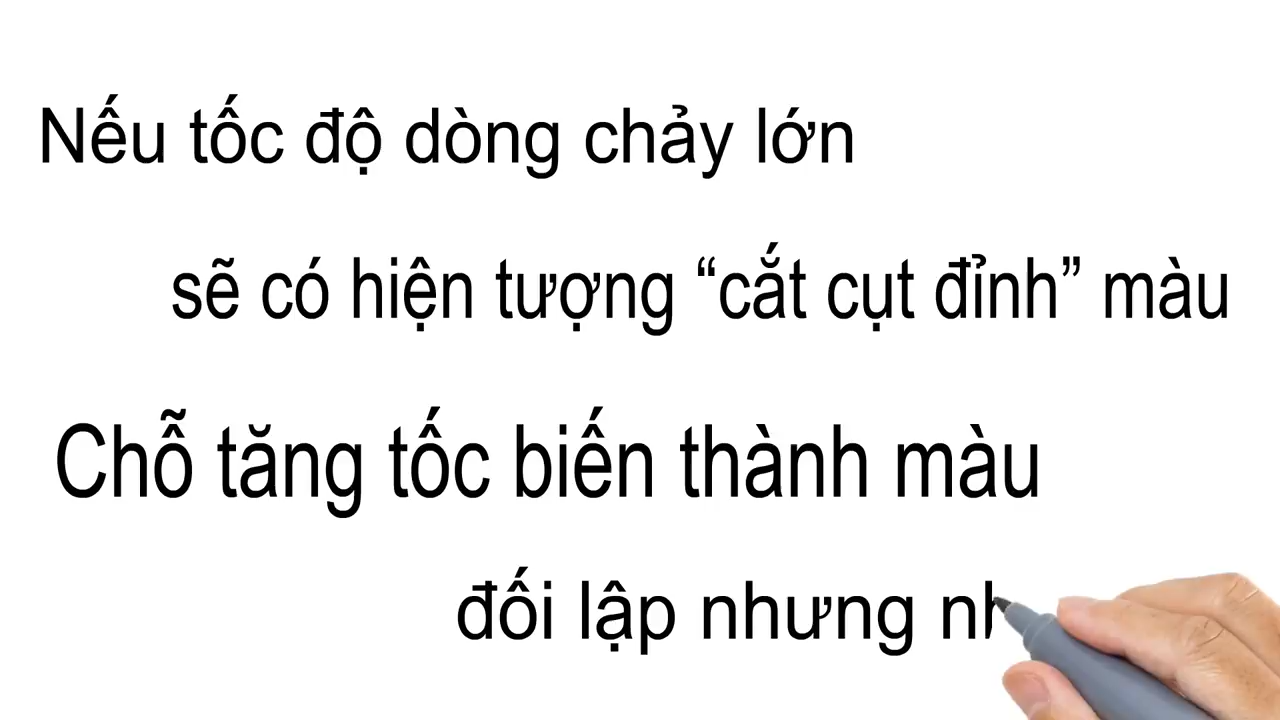 Nếu tốc độ dòng chảy lớn
sẽ có hiện tượng “cắt cụt đỉnh” màu
Chỗ tăng tốc biến thành màu
đối lập nhưng